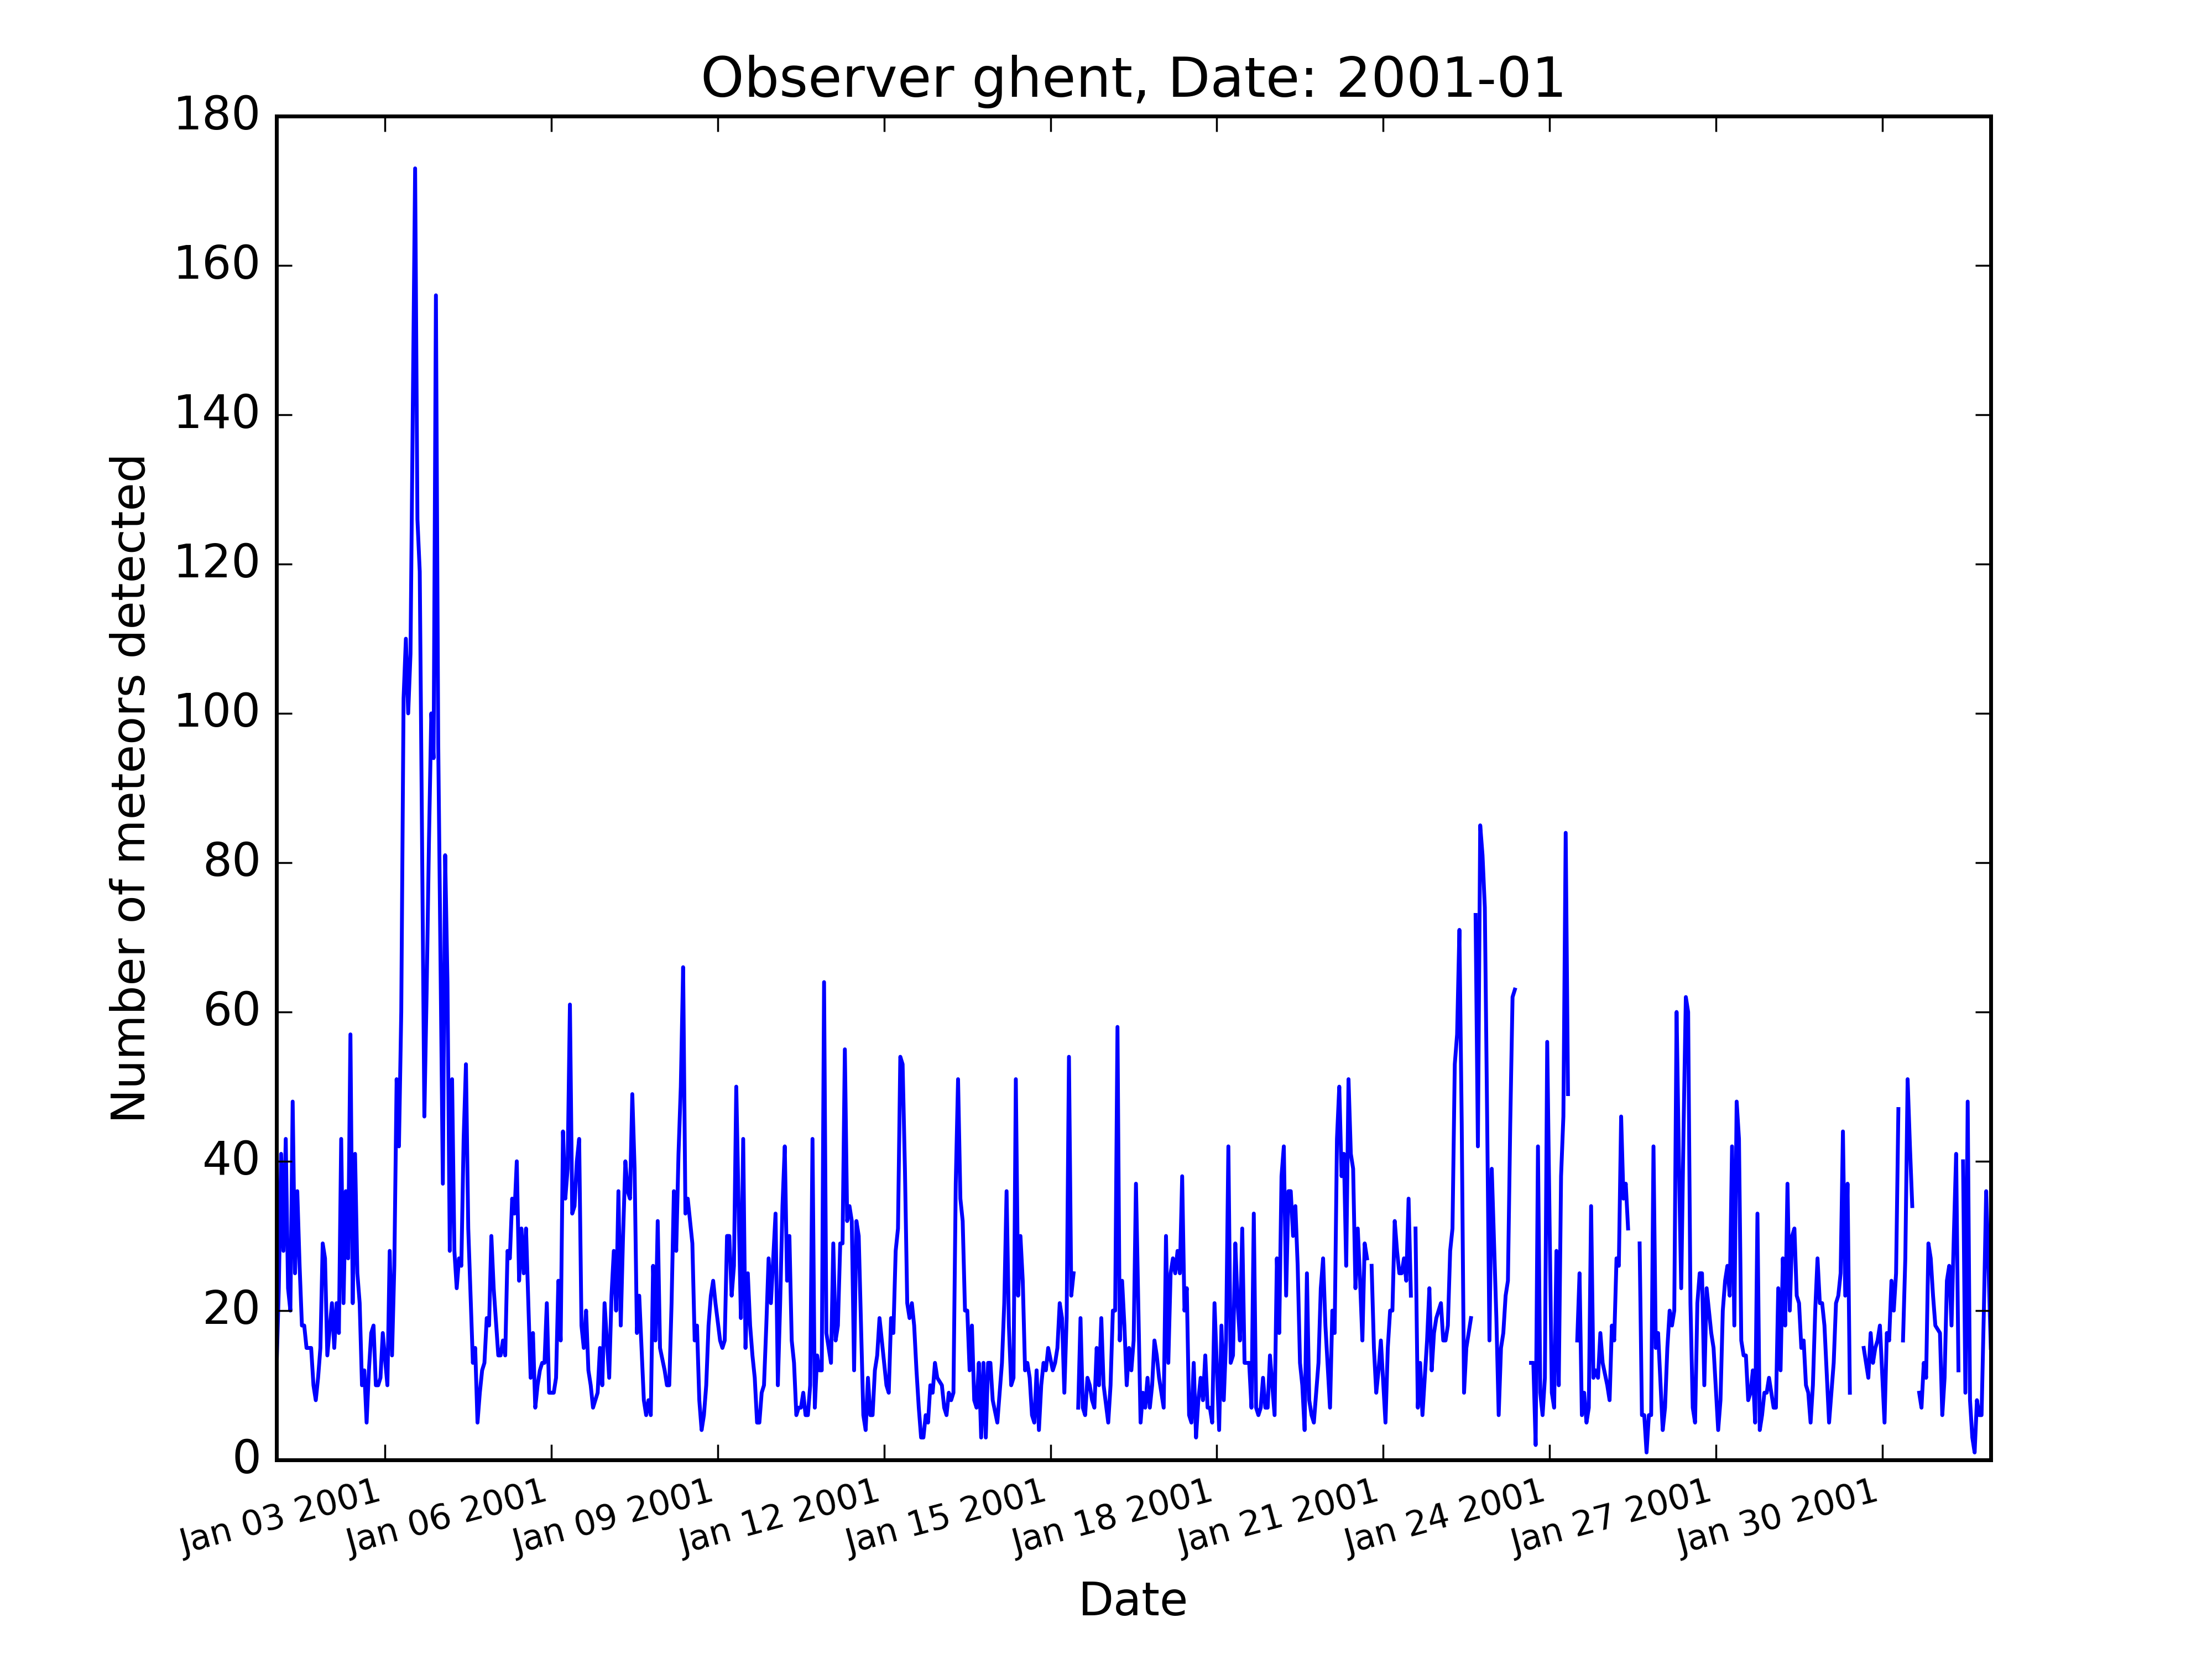 Observer ghent, Date: 2001-01
180
160
140
120
100
80
60
40
20
0
Number of meteors detected
Jan 03 2001
Jan 06 2001
Jan 09 2001
Jan 12 2001
Jan 15 2001
Jan 18 2001
Jan 21 2001
Jan 24 2001
Jan 27 2001
Jan 30 2001
Date